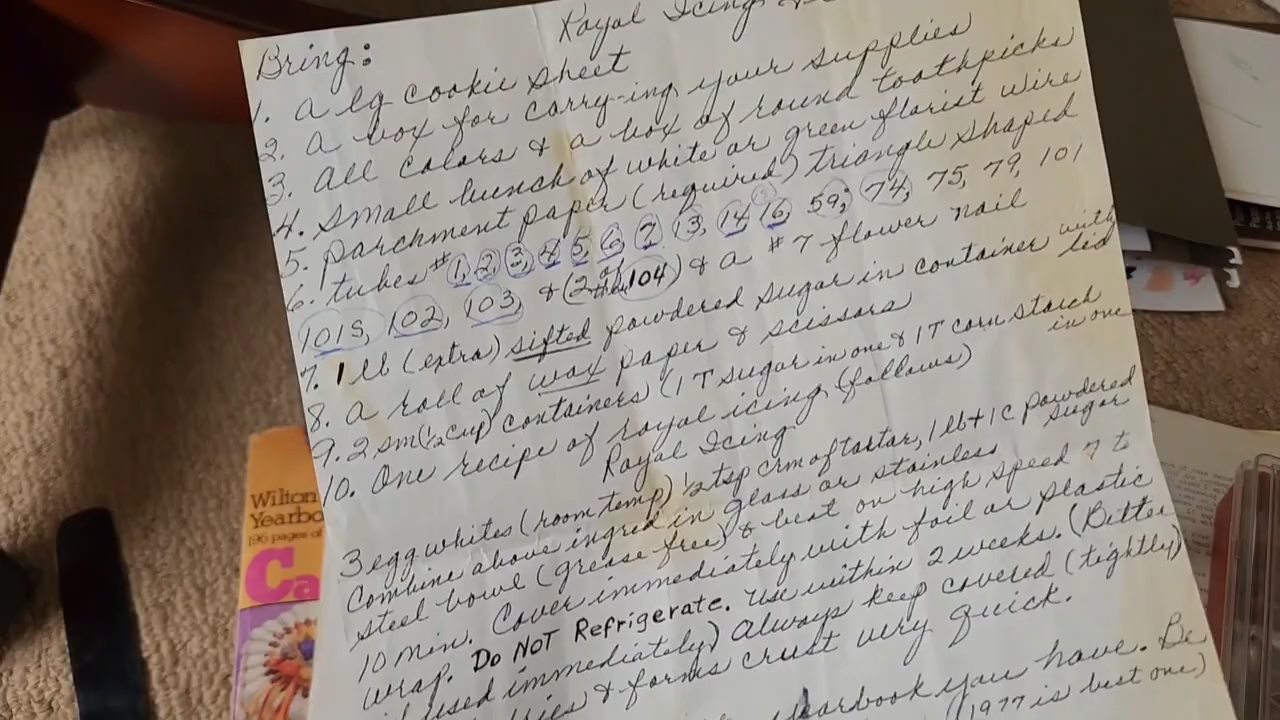 Royal Icing
Bring:
1. a lg cookie sheet
2. a box for carry-ing your supplies
3. all colors & a box of round toothpicks
4. small bunch of white or green florist wire
5. parchment paper (required) triangle shaped
6. tubes # 1, 2, 3, 4, 5, 6, 7, 13, 14, 16, 59, 74, 75, 79, 101
101S, 102, 103, & (2 of 104) & a #7 flower nail
7. 1 lb (extra) sifted powdered sugar in container with lid
8. a roll of wax paper & scissors
9. 2 sm (1/2 cup) containers (1 T sugar in one & 1 T corn starch in one
10. One recipe of royal icing (follows)
Royal Icing
3 egg whites (room temp) 1/2 tsp crm of tartar, 1 lb + 1 C powdered sugar
Combine above ingred in glass or stainless
steel bowl (grease free) & beat on high speed 7 to
10 min. Cover immediately with foil or plastic
wrap. Do NOT Refrigerate. Use within 2 weeks. (Better
if used immediately) Always keep covered (tightly)
& forms crust very quick.
yearbook you have. Be
(1977 is best one)
Wilton
Yearbo
196 pages of
Ca